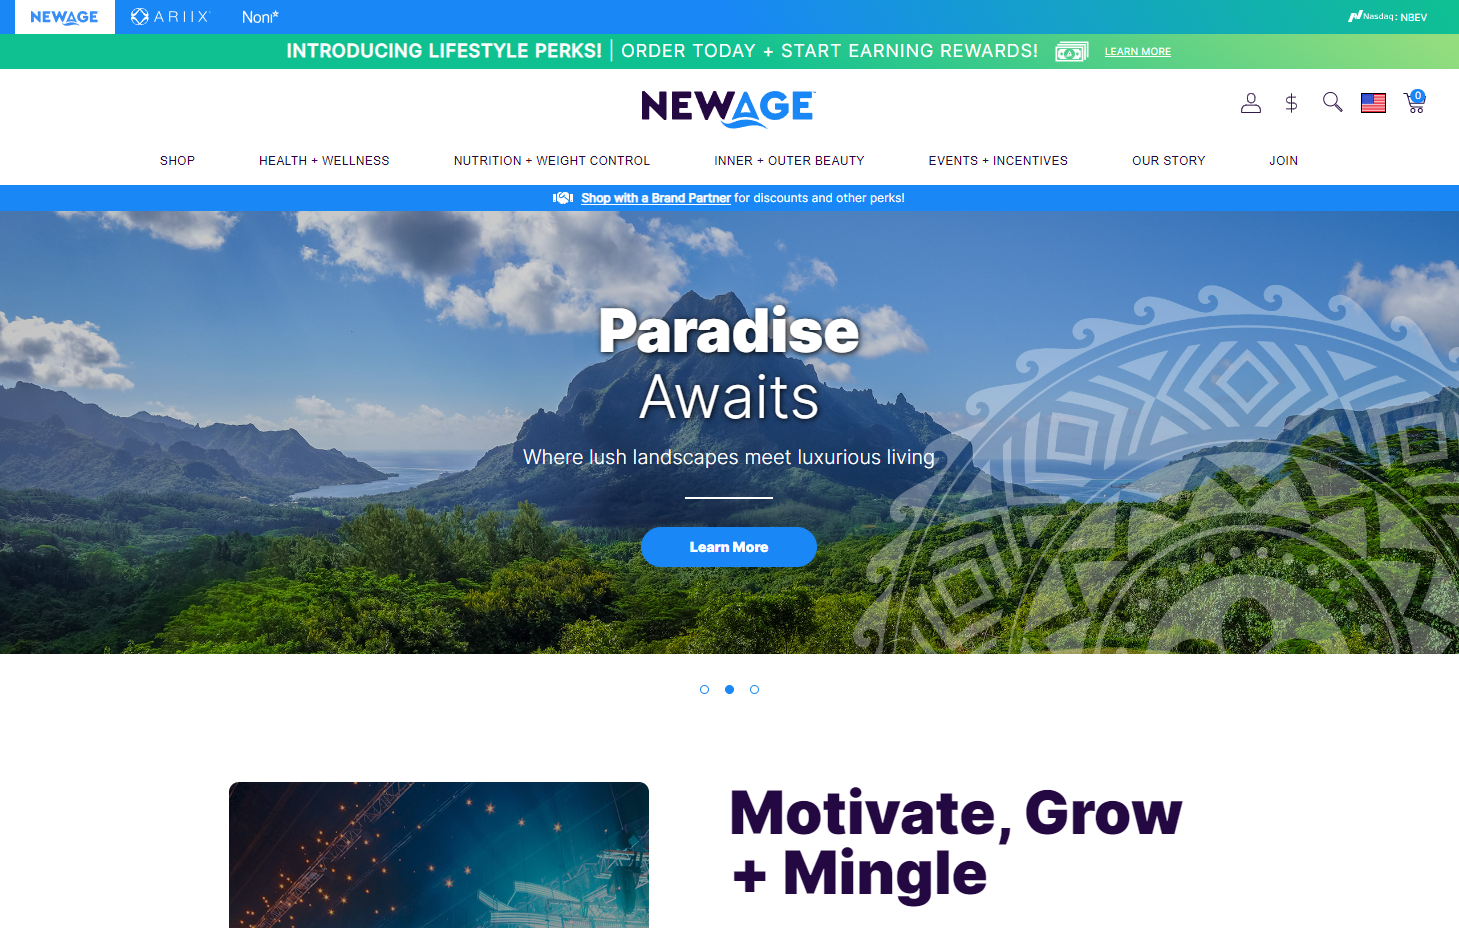 NEWAGE
ARIIX
Noni*
Nasdaq: NBEV
INTRODUCING LIFESTYLE PERKS! | ORDER TODAY + START EARNING REWARDS! LEARN MORE
NEWAGE
0
SHOP HEALTH + WELLNESS NUTRITION + WEIGHT CONTROL INNER + OUTER BEAUTY EVENTS + INCENTIVES OUR STORY JOIN
Shop with a Brand Partner for discounts and other perks!
Paradise
Awaits
Where lush landscapes meet luxurious living
Learn More
Motivate, Grow
+ Mingle